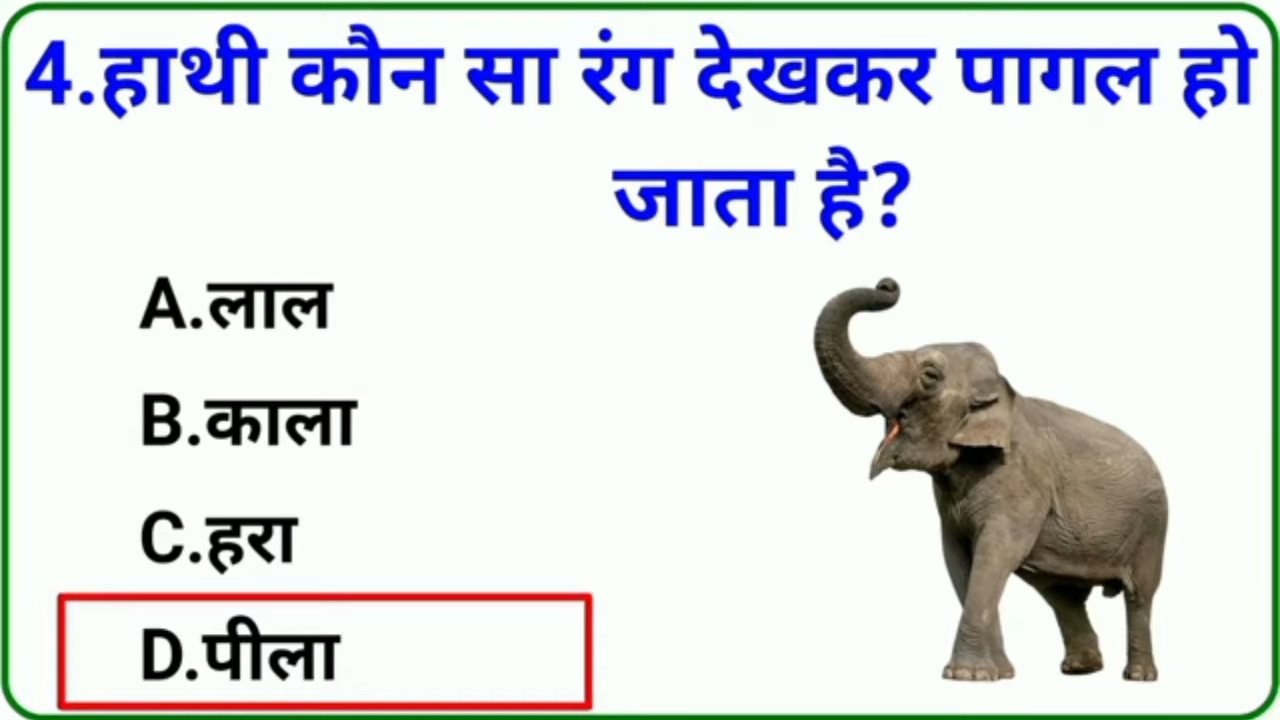 4.हाथी कौन सा रंग देखकर पागल हो
जाता है?
A.लाल
B.काला
C.हरा
D.पीला